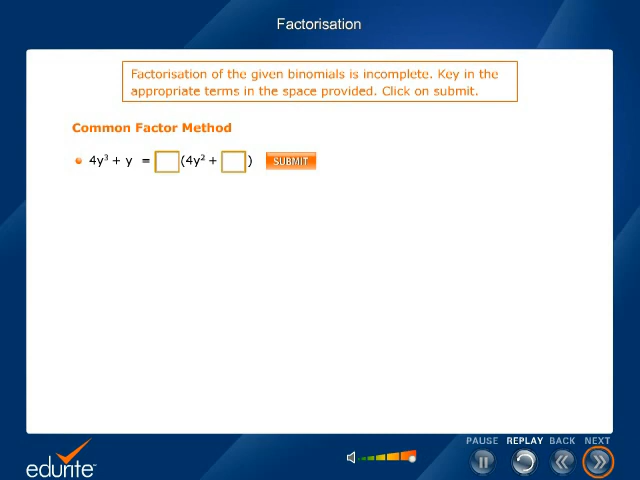 Factorisation
Factorisation of the given binomials is incomplete. Key in the
appropriate terms in the space provided. Click on submit.
Common Factor Method
4y³ + y = (4y² + ) SUBMIT
PAUSE REPLAY BACK NEXT
edurite™